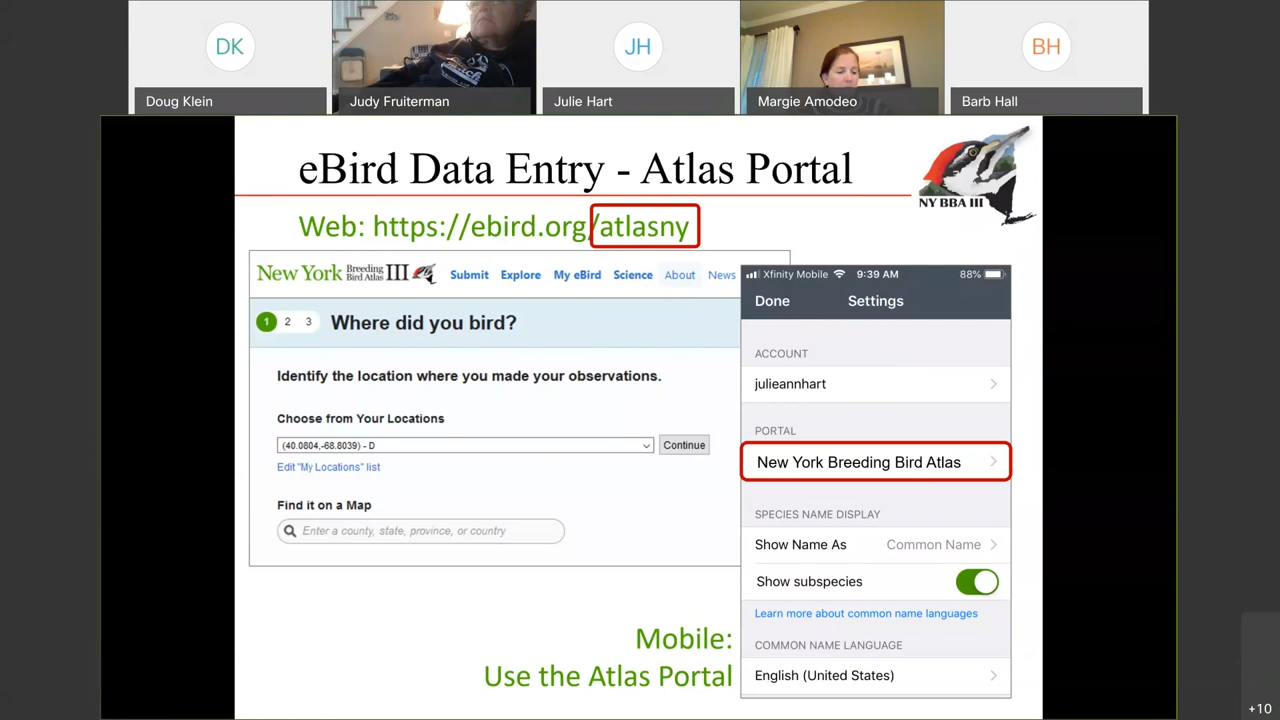 DK
JH
BH
Doug Klein
Judy Fruiterman
Julie Hart
Margie Amodeo
Barb Hall
eBird Data Entry - Atlas Portal
NY BBA III
Web: https://ebird.org/atlasny
New York Breeding Bird Atlas III
Submit Explore My eBird Science About News
1 2 3 Where did you bird?
Identify the location where you made your observations.
Choose from Your Locations
(40.0804,-68.8039) - D
Continue
Edit "My Locations" list
Find it on a Map
Enter a county, state, province, or country
Xfinity Mobile 9:39 AM 88%
Done Settings
ACCOUNT
julieannhart
PORTAL
New York Breeding Bird Atlas
SPECIES NAME DISPLAY
Show Name As Common Name
Show subspecies
Learn more about common name languages
COMMON NAME LANGUAGE
English (United States)
Mobile:
Use the Atlas Portal
+10